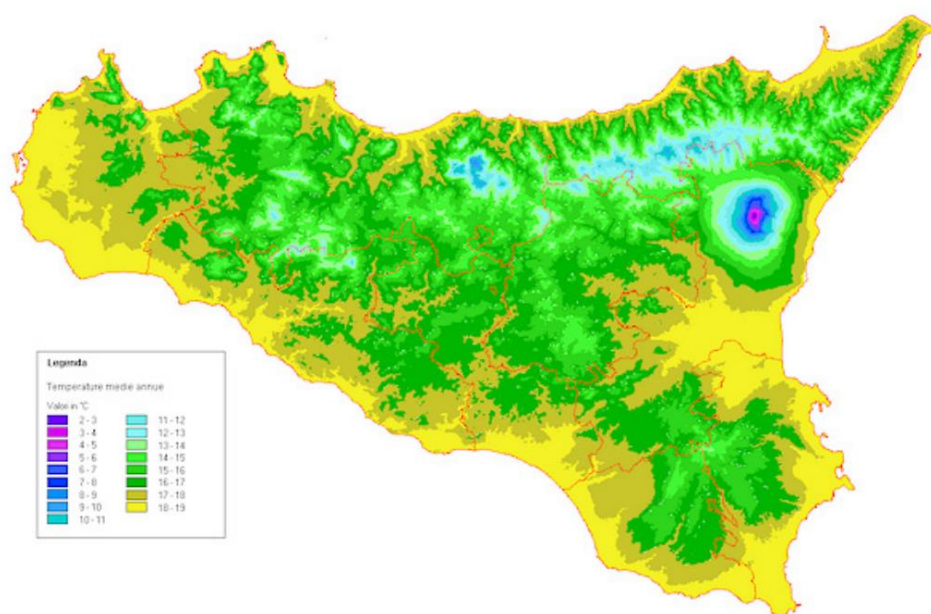 Legenda
Temperature medie annue
Valori in °C
2 - 3
3 - 4
4 - 5
5 - 6
6 - 7
7 - 8
8 - 9
9 - 10
10 - 11
11 - 12
12 - 13
13 - 14
14 - 15
15 - 16
16 - 17
17 - 18
18 - 19